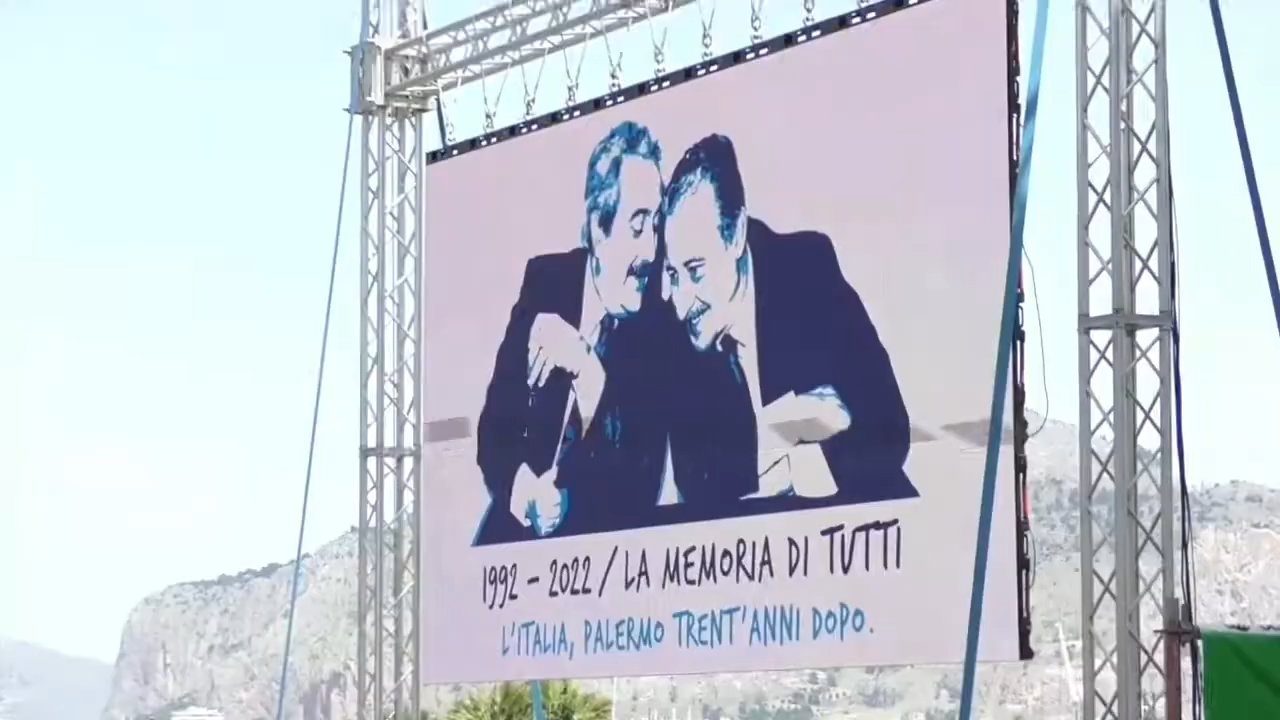 1992 - 2022 / LA MEMORIA DI TUTTI
L'ITALIA, PALERMO TRENT'ANNI DOPO.